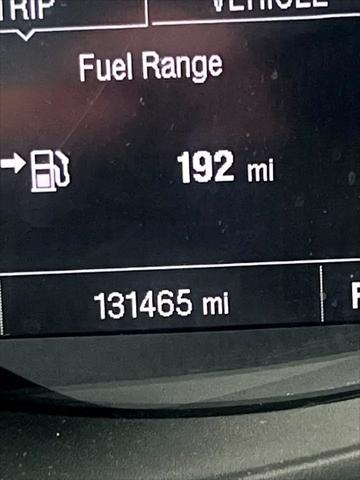 TRIP VEHICLE
Fuel Range
192 mi
131465 mi